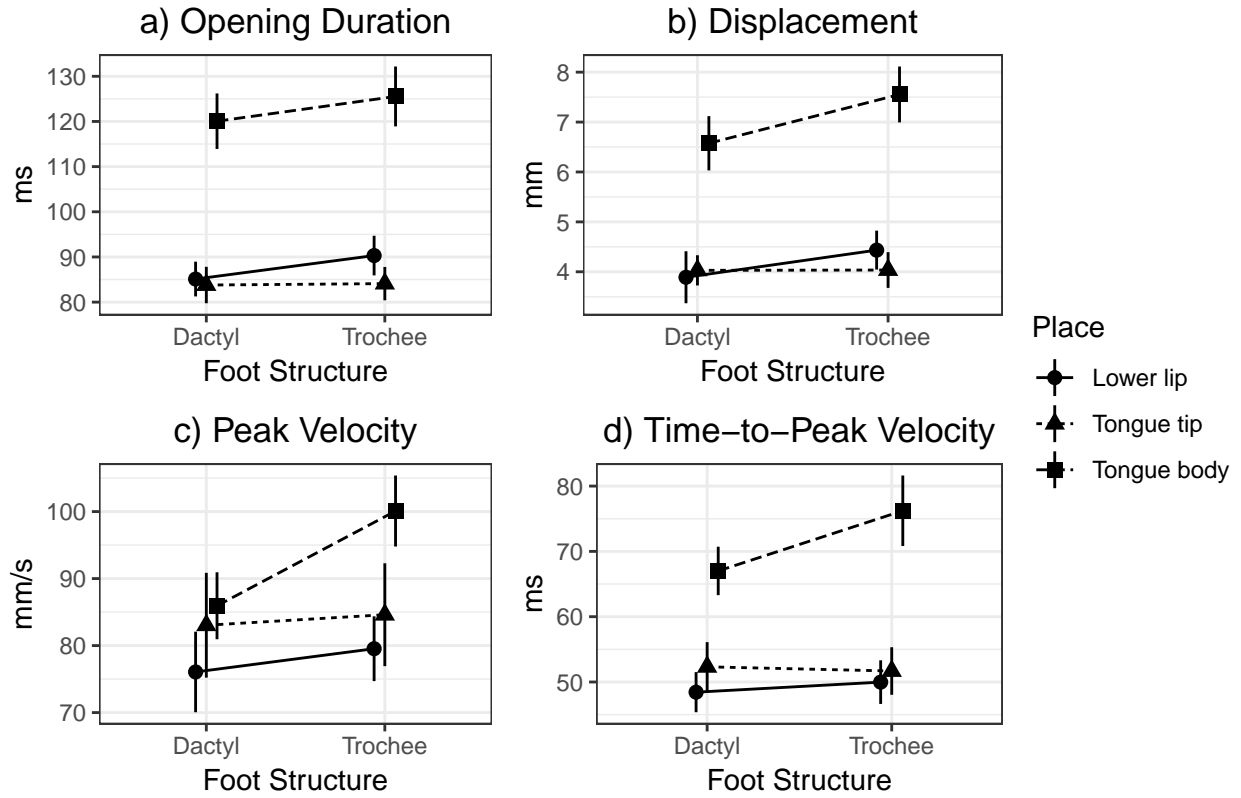 a) Opening Duration
ms
130
120
110
100
90
80
Dactyl Trochee
Foot Structure
b) Displacement
mm
8
7
6
5
4
Dactyl Trochee
Foot Structure
c) Peak Velocity
mm/s
100
90
80
70
Dactyl Trochee
Foot Structure
d) Time−to−Peak Velocity
ms
80
70
60
50
Dactyl Trochee
Foot Structure
Place
Lower lip
Tongue tip
Tongue body